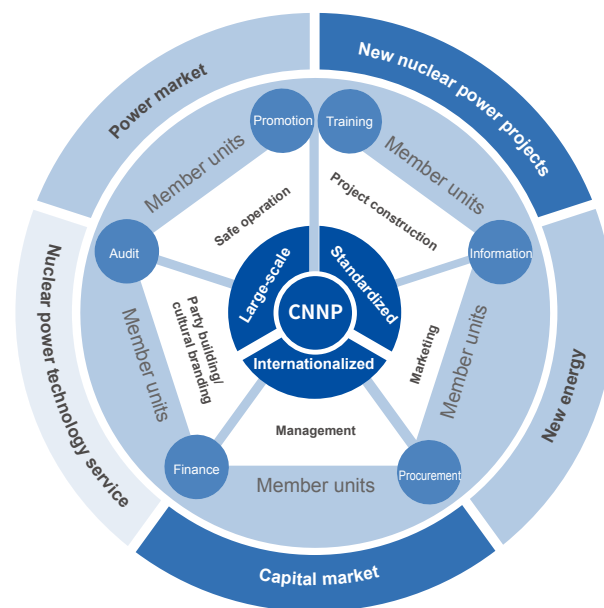 Power market
New nuclear power projects
Promotion
Training
Member units
Member units
Safe operation
Project construction
Audit
Information
Large-scale
Standardized
CNNP
Internationalized
Nuclear power technology service
Member units
Party building/
cultural branding
Marketing
Member units
New energy
Management
Finance
Procurement
Member units
Capital market